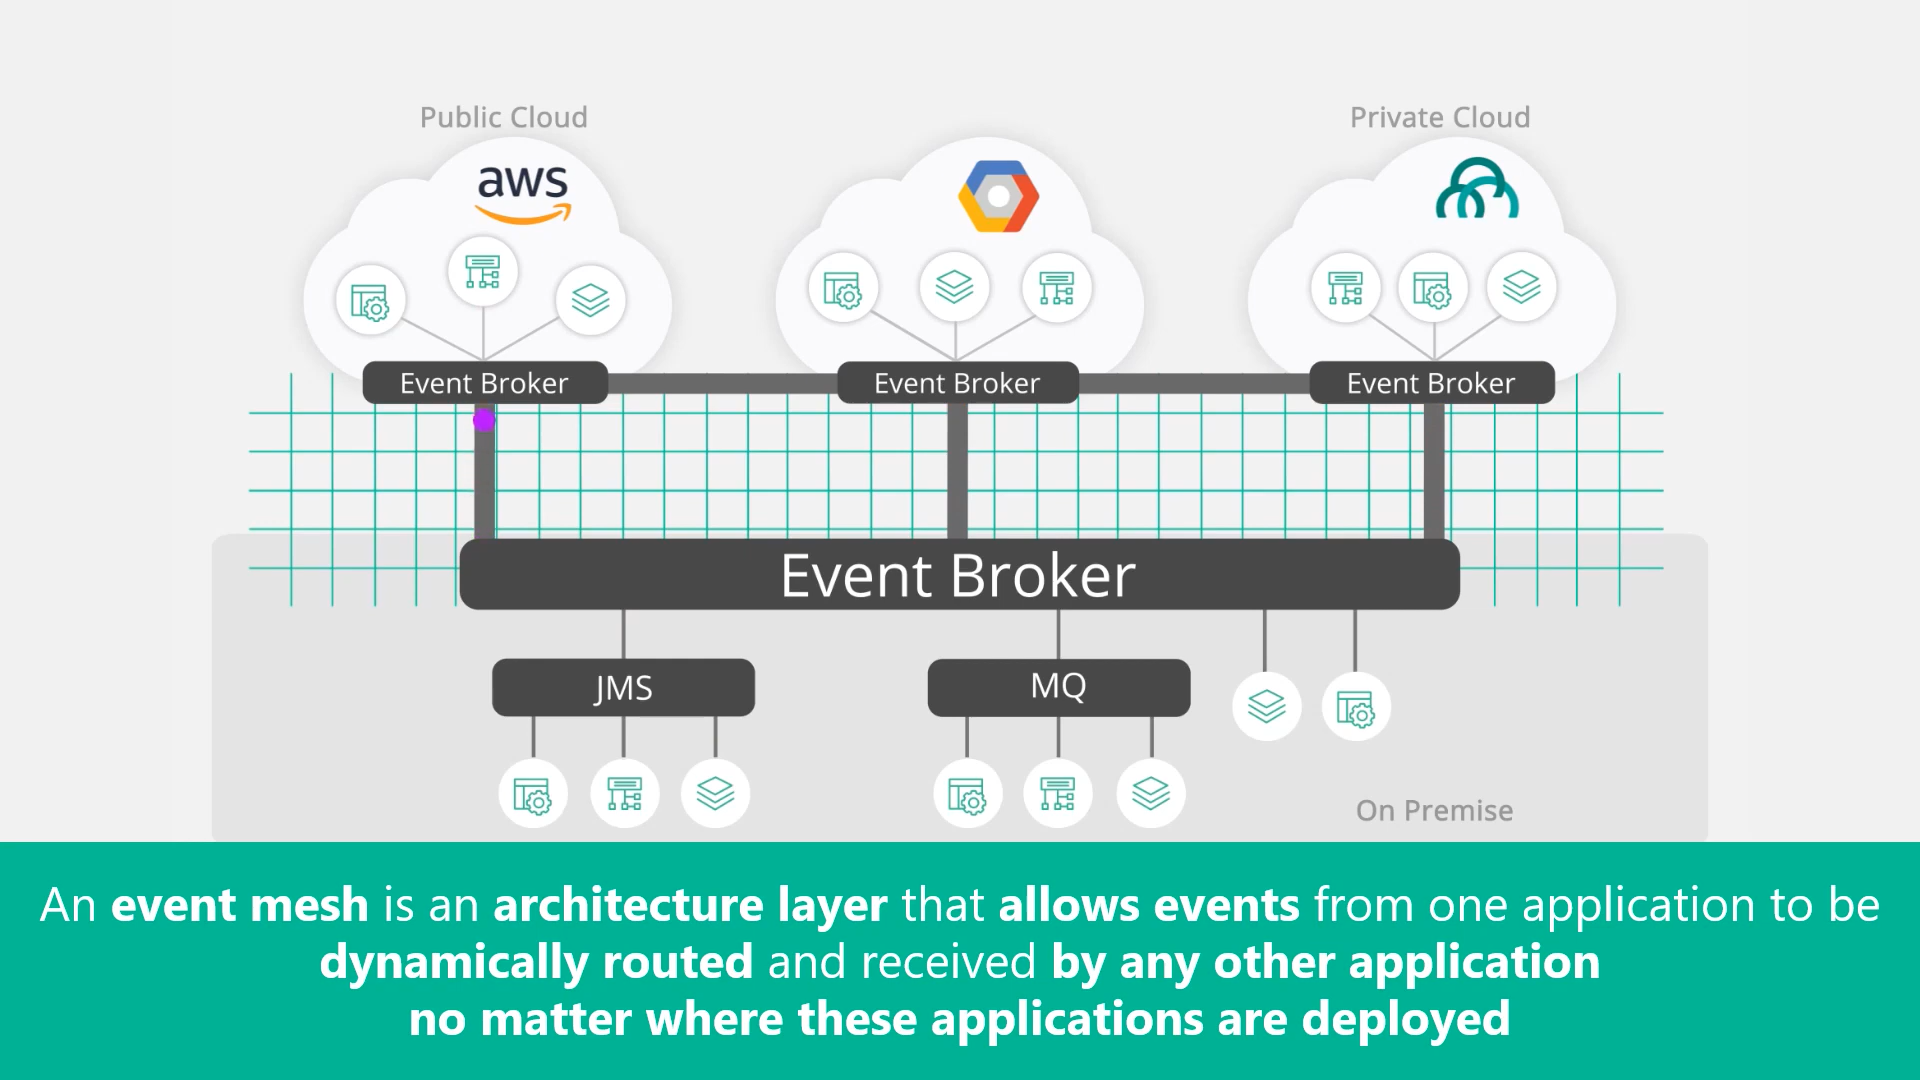 Public Cloud
Private Cloud
aws
Event Broker
Event Broker
Event Broker
Event Broker
JMS
MQ
On Premise
An event mesh is an architecture layer that allows events from one application to be
dynamically routed and received by any other application
no matter where these applications are deployed